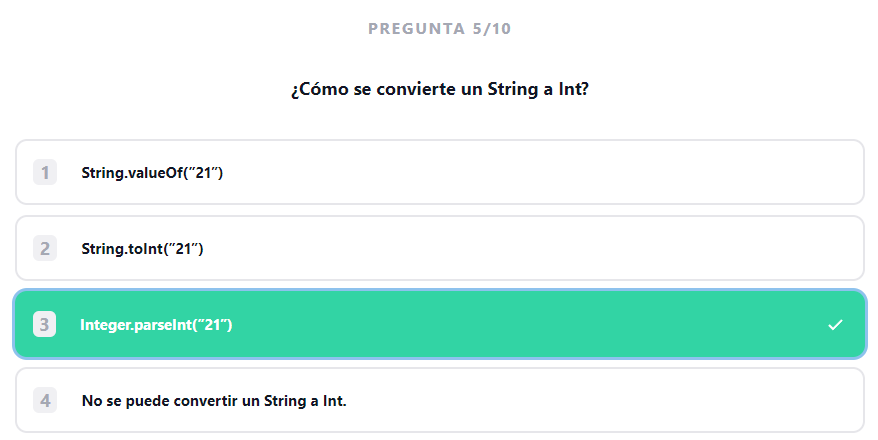 PREGUNTA 5/10
¿Cómo se convierte un String a Int?
1 String.valueOf(”21”)
2 String.toInt(”21”)
3 Integer.parseInt(”21”)
4 No se puede convertir un String a Int.